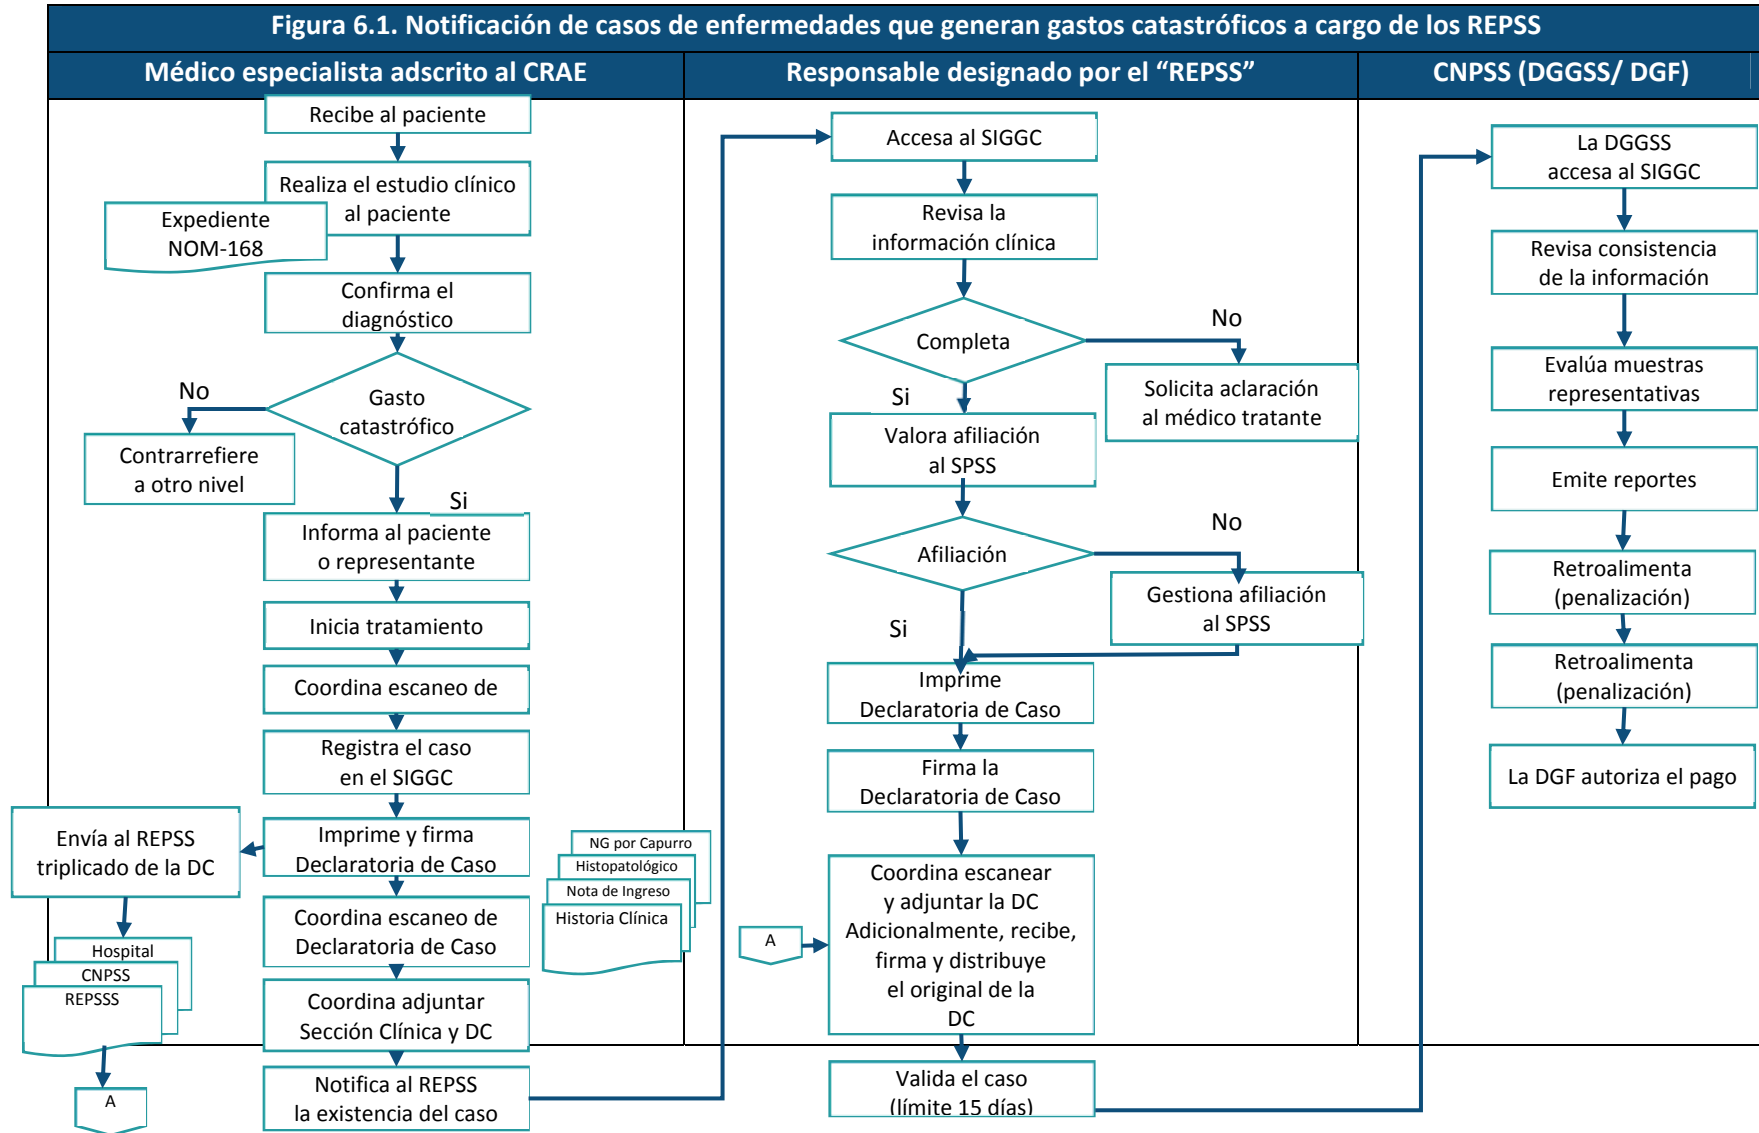 Figura 6.1. Notificación de casos de enfermedades que generan gastos catastróficos a cargo de los REPSS
Médico especialista adscrito al CRAE
Recibe al paciente
Realiza el estudio clínico
al paciente
Expediente
NOM-168
Confirma el
diagnóstico
Gasto
catastrófico
No
Contrarrefiere
a otro nivel
Si
Informa al paciente
o representante
Inicia tratamiento
Coordina escaneo de
Registra el caso
en el SIGGC
Imprime y firma
Declaratoria de Caso
Envía al REPSS
triplicado de la DC
Hospital
CNPSS
REPSSS
A
NG por Capurro
Histopatológico
Nota de Ingreso
Historia Clínica
Coordina escaneo de
Declaratoria de Caso
Coordina adjuntar
Sección Clínica y DC
Notifica al REPSS
la existencia del caso
Responsable designado por el “REPSS”
Accesa al SIGGC
Revisa la
información clínica
Completa
No
Solicita aclaración
al médico tratante
Si
Valora afiliación
al SPSS
Afiliación
No
Gestiona afiliación
al SPSS
Si
Imprime
Declaratoria de Caso
Firma la
Declaratoria de Caso
A
Coordina escanear
y adjuntar la DC
Adicionalmente, recibe,
firma y distribuye
el original de la
DC
Valida el caso
(límite 15 días)
CNPSS (DGGSS/ DGF)
La DGGSS
accesa al SIGGC
Revisa consistencia
de la información
Evalúa muestras
representativas
Emite reportes
Retroalimenta
(penalización)
Retroalimenta
(penalización)
La DGF autoriza el pago